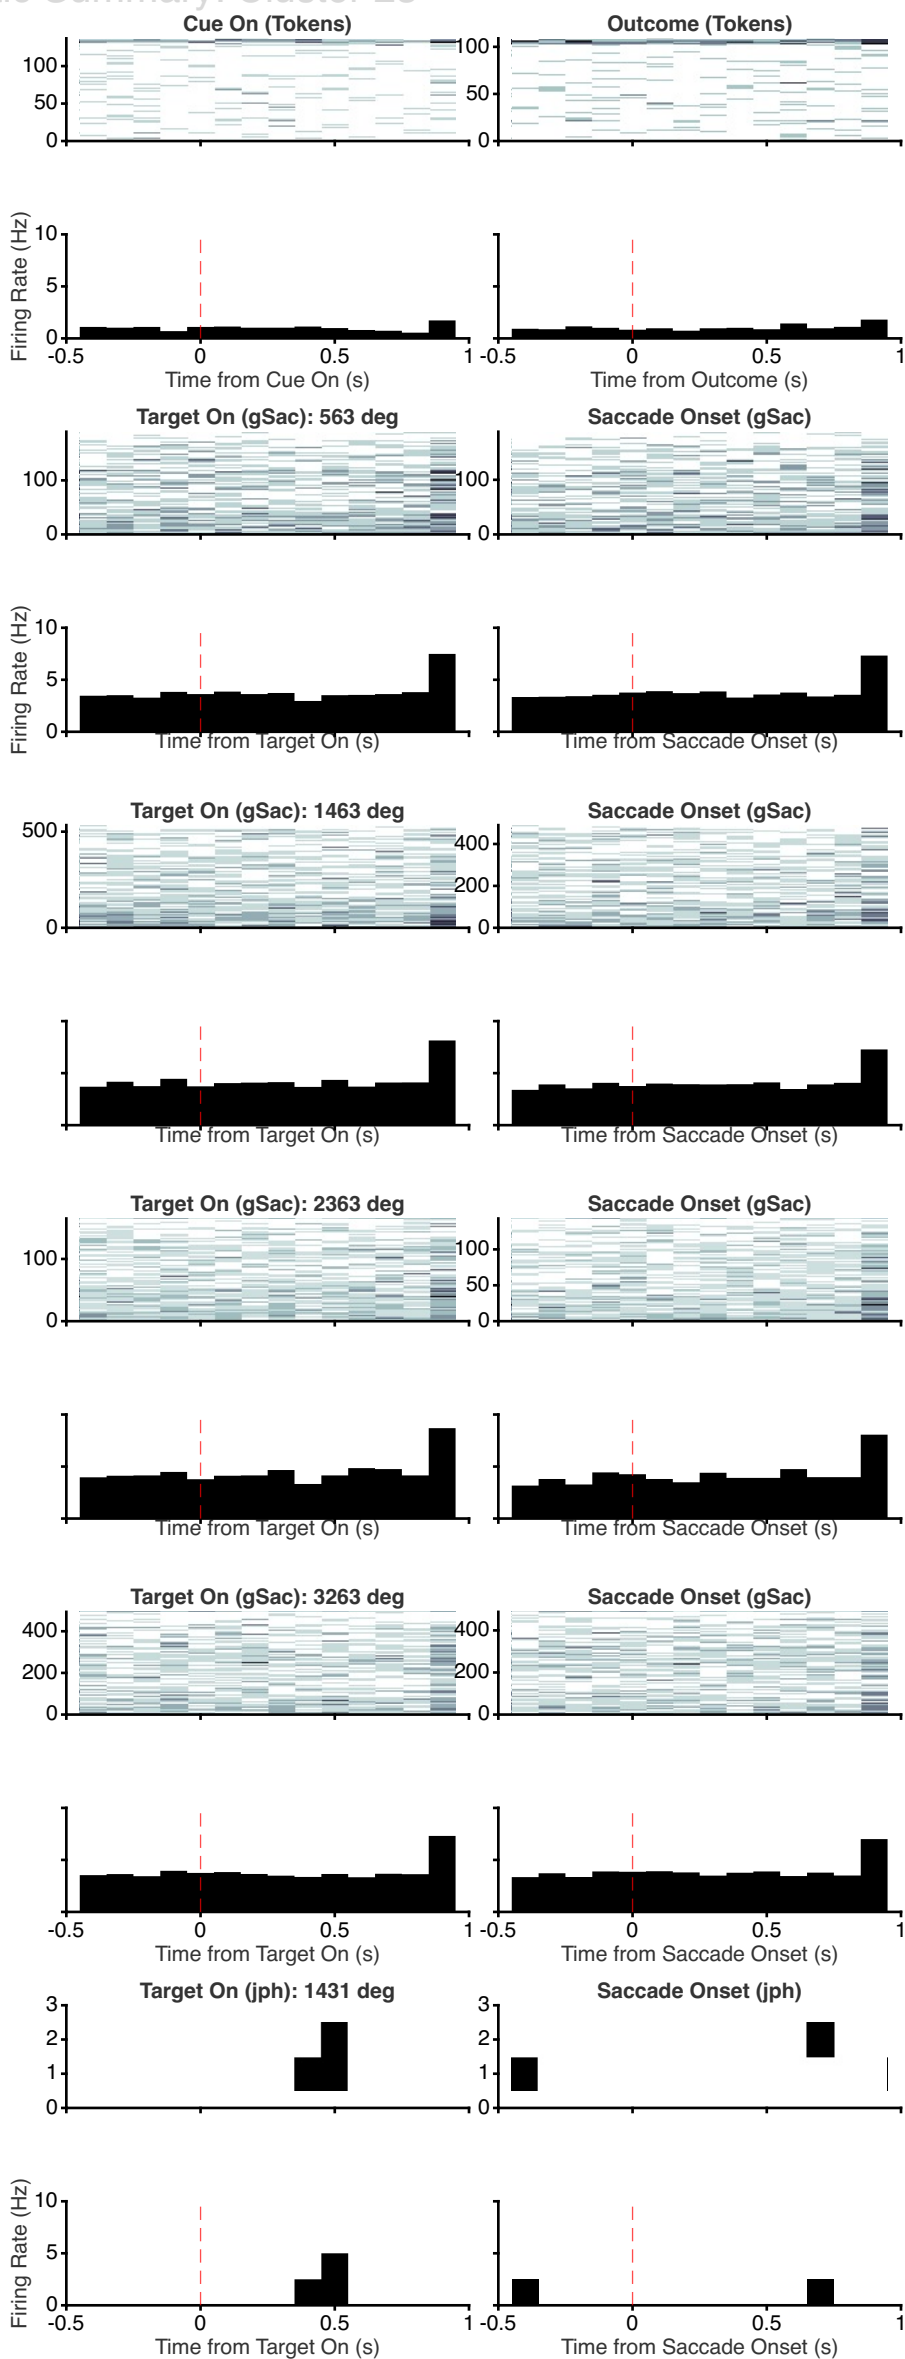 Summary: Cluster
Cue On (Tokens) Outcome (Tokens)
100 100
50 50
0 0
Firing Rate (Hz)
10
5
0
-0.5 0 0.5 1 -0.5 0 0.5 1
Time from Cue On (s) Time from Outcome (s)
Target On (gSac): 563 deg Saccade Onset (gSac)
100 100
0 0
Firing Rate (Hz)
10
5
0
Time from Target On (s) Time from Saccade Onset (s)
Target On (gSac): 1463 deg Saccade Onset (gSac)
500 400
200
0 0
Time from Target On (s) Time from Saccade Onset (s)
Target On (gSac): 2363 deg Saccade Onset (gSac)
100 100
50
0 0
Time from Target On (s) Time from Saccade Onset (s)
Target On (gSac): 3263 deg Saccade Onset (gSac)
400 400
200 200
0 0
-0.5 0 0.5 1 -0.5 0 0.5 1
Time from Target On (s) Time from Saccade Onset (s)
Target On (jph): 1431 deg Saccade Onset (jph)
3 3
2 2
1 1
0 0
Firing Rate (Hz)
10
5
0
-0.5 0 0.5 1 -0.5 0 0.5 1
Time from Target On (s) Time from Saccade Onset (s)